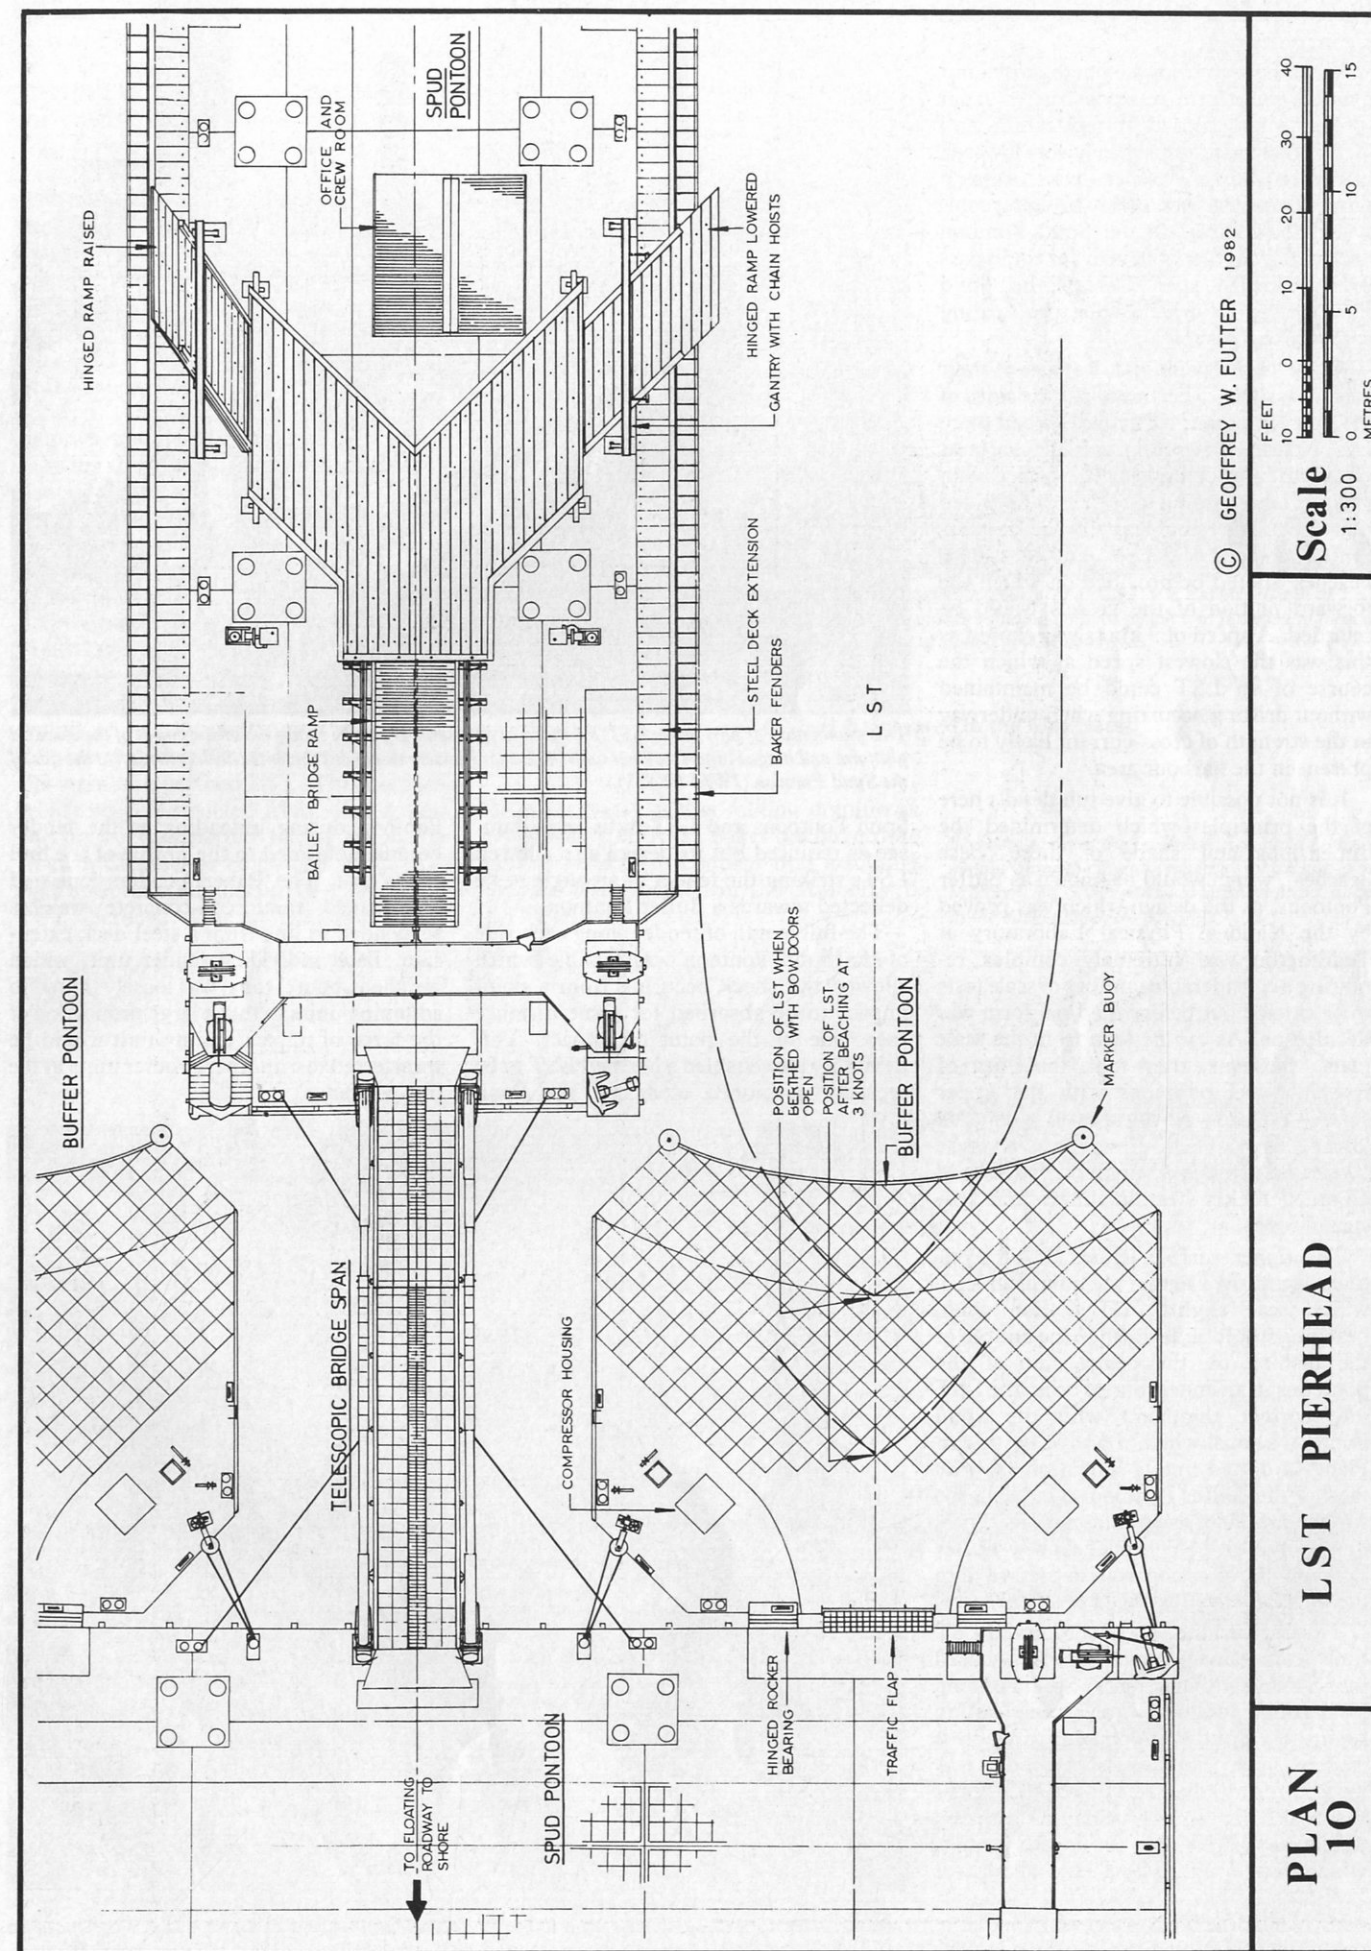 HINGED RAMP RAISED
OFFICE AND
CREW ROOM
SPUD
PONTOON
BUFFER PONTOON
BAILEY BRIDGE RAMP
HINGED RAMP LOWERED
GANTRY WITH CHAIN HOISTS
STEEL DECK EXTENSION
BAKER FENDERS
LST
TELESCOPIC BRIDGE SPAN
COMPRESSOR HOUSING
POSITION OF LST WHEN
BERTHED WITH BOWDOORS
OPEN
POSITION OF LST
AFTER BEACHING AT
3 KNOTS
BUFFER PONTOON
MARKER BUOY
TO FLOATING
ROADWAY TO
SHORE
SPUD PONTOON
HINGED ROCKER
BEARING
TRAFFIC FLAP
© GEOFFREY W. FUTTER 1982
PLAN
10
LST PIERHEAD
Scale
1:300
FEET
10 0 10 20 30 40
0 5 10 15
METRES